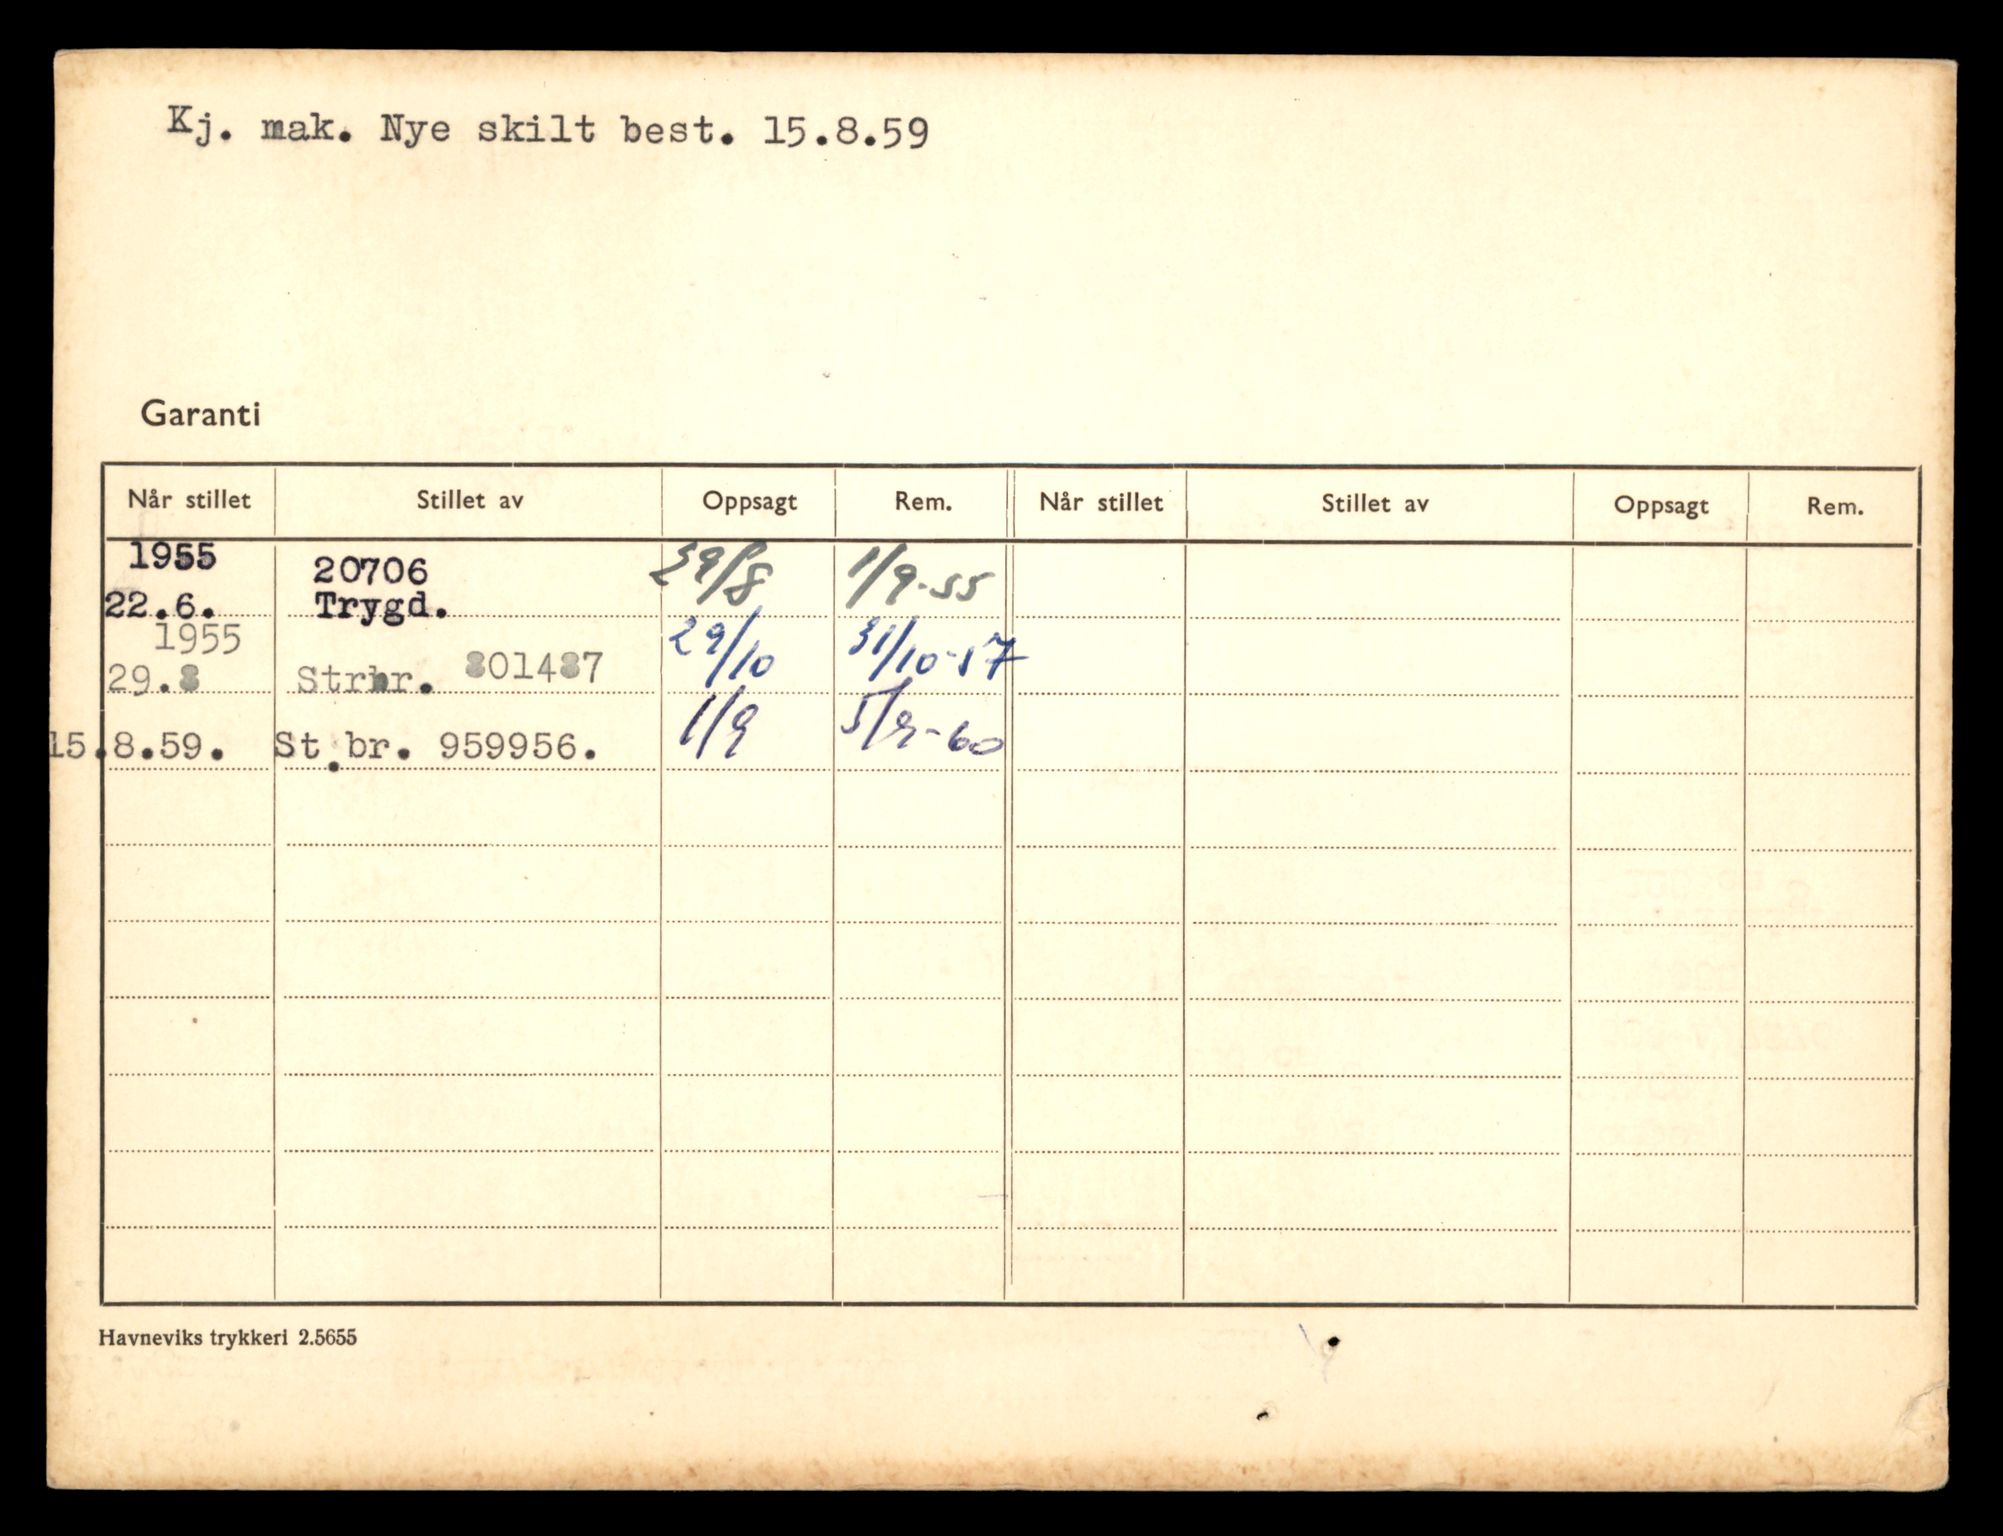 Kj. mak. Nye skilt best. 15.8.59
Garanti
Når stillet Stillet av Oppsagt Rem. Når stillet Stillet av Oppsagt Rem.
1955 20706 29/8 1/9-55
22.6. Trygd.
1955 29/10 31/10-57
29.8 Strbr. 801487
15.8.59. St.br. 959956. 1/9 5/9-60
Havneviks trykkeri 2.5655